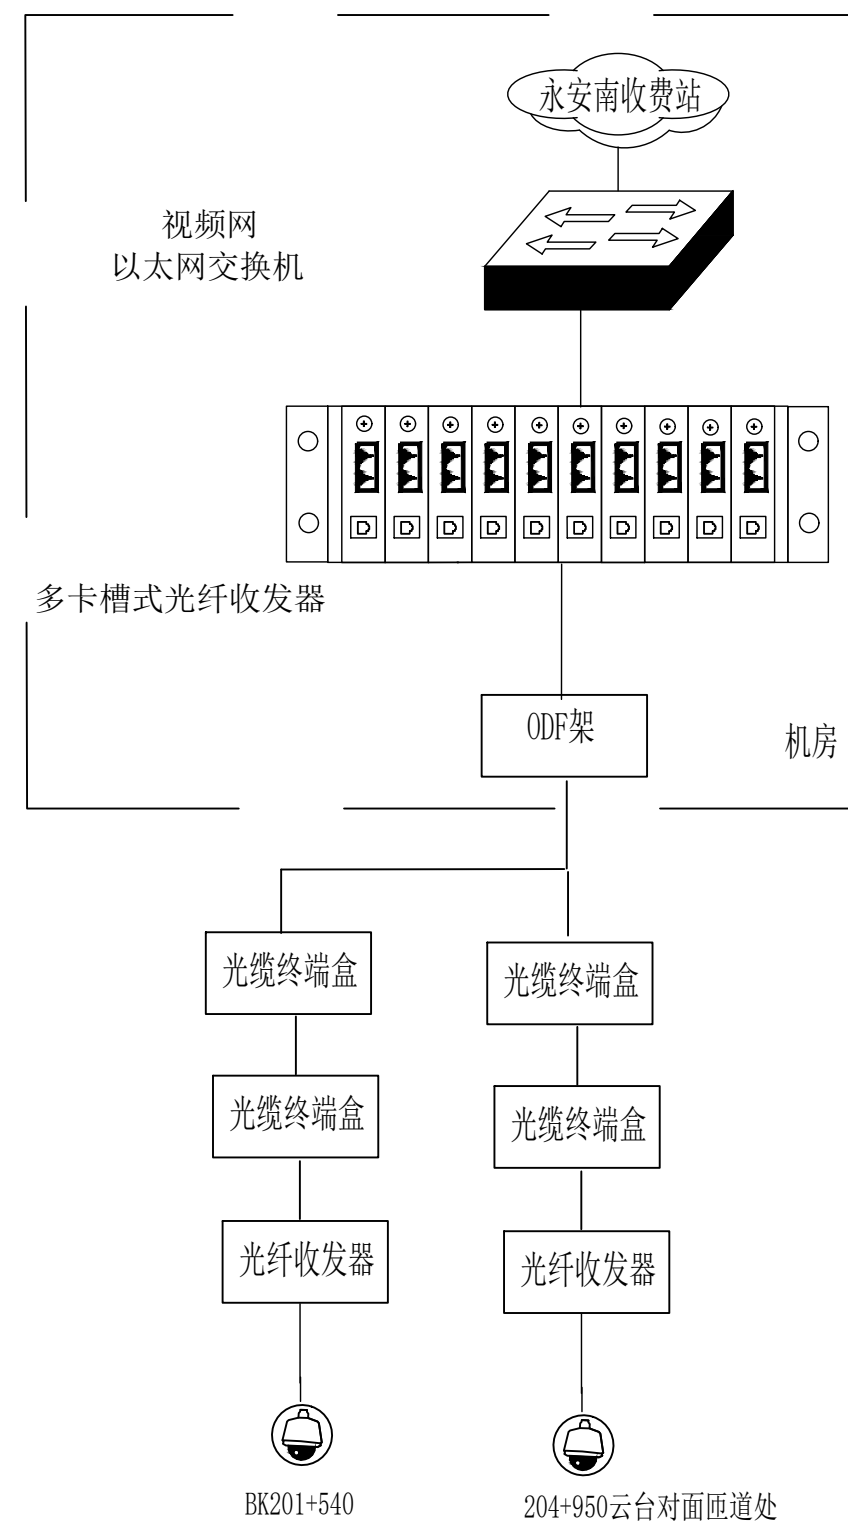 永安南收费站
视频网
以太网交换机
多卡槽式光纤收发器
ODF架
机房
光缆终端盒
光缆终端盒
光缆终端盒
光缆终端盒
光纤收发器
光纤收发器
BK201+540
204+950云台对面匝道处